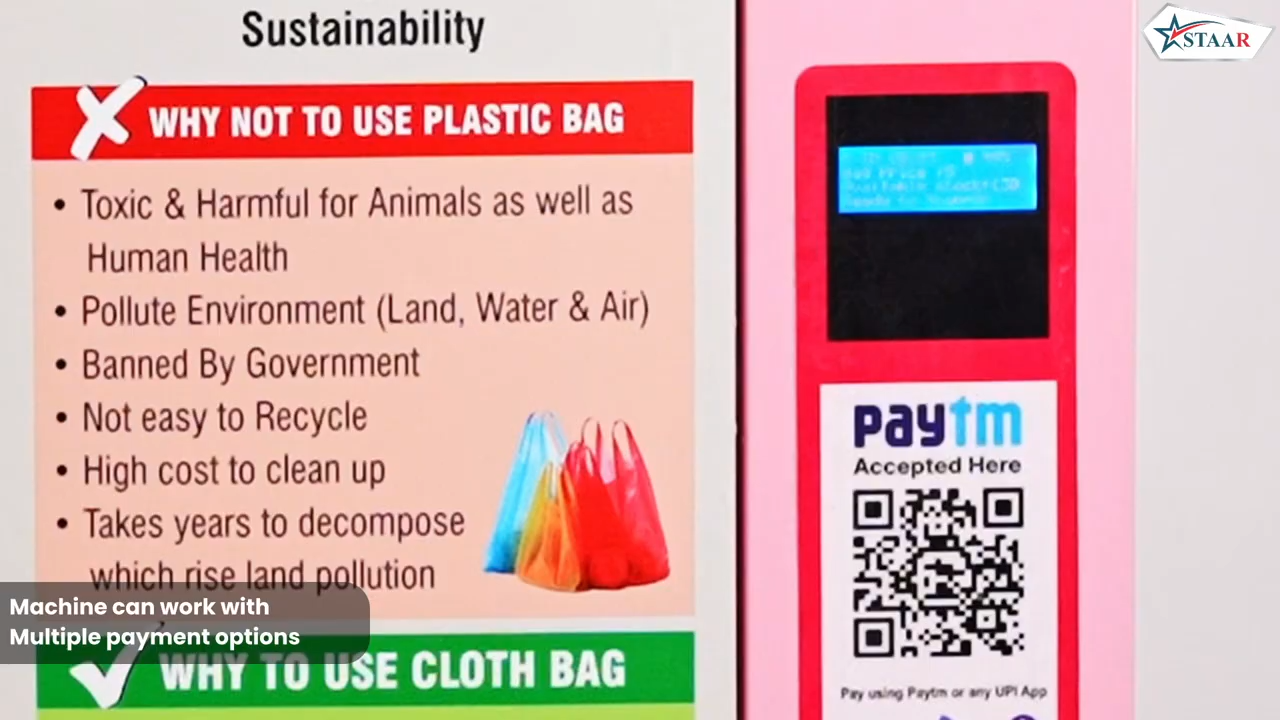 Sustainability
STAAR
WHY NOT TO USE PLASTIC BAG
• Toxic & Harmful for Animals as well as
Human Health
• Pollute Environment (Land, Water & Air)
• Banned By Government
• Not easy to Recycle
• High cost to clean up
• Takes years to decompose
which rise land pollution
Machine can work with
Multiple payment options
WHY TO USE CLOTH BAG
paytm
Accepted Here
Pay using Paytm or any UPI App